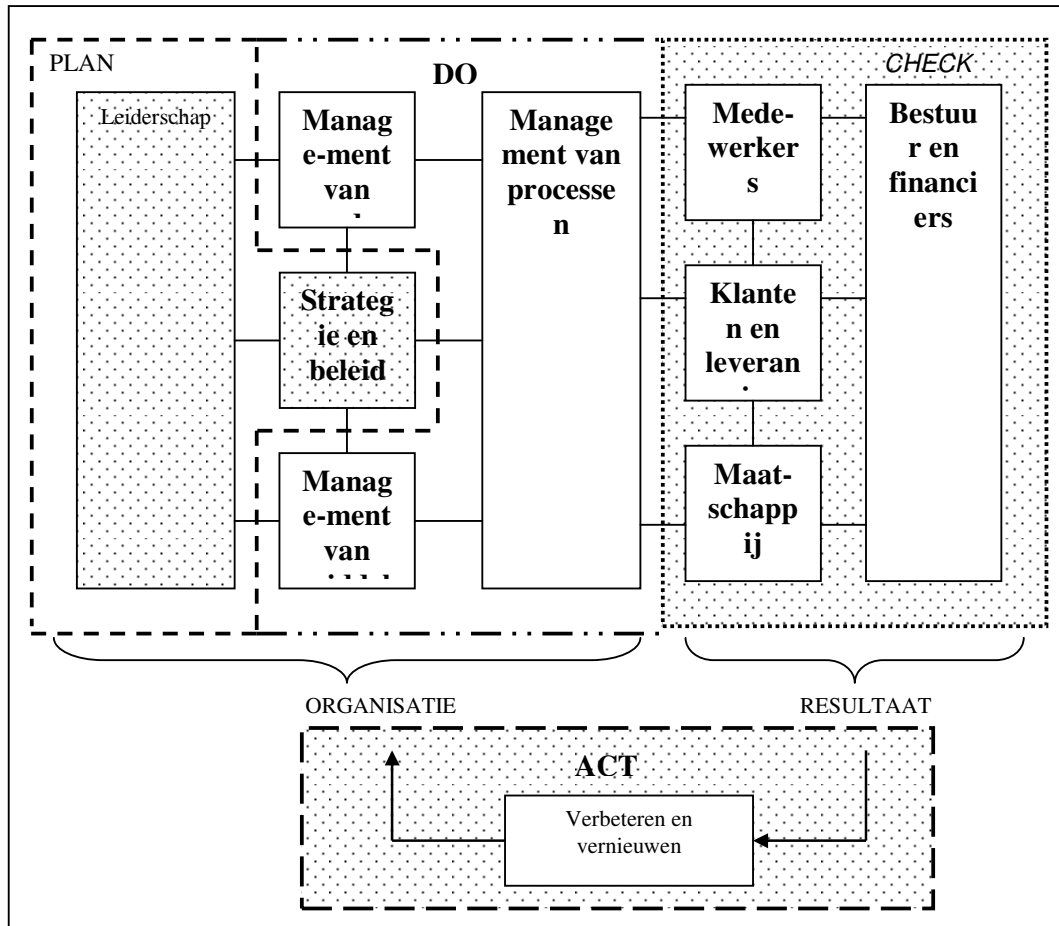 PLAN
Leiderschap
DO
Manag
e-ment
van
Strateg
ie en
beleid
Manag
e-ment
van
Manage
ment van
processe
n
CHECK
Mede-
werker
s
Klante
n en
leveran
Maat-
schapp
ij
Bestuu
r en
financi
ers
ORGANISATIE
RESULTAAT
ACT
Verbeteren en
vernieuwen